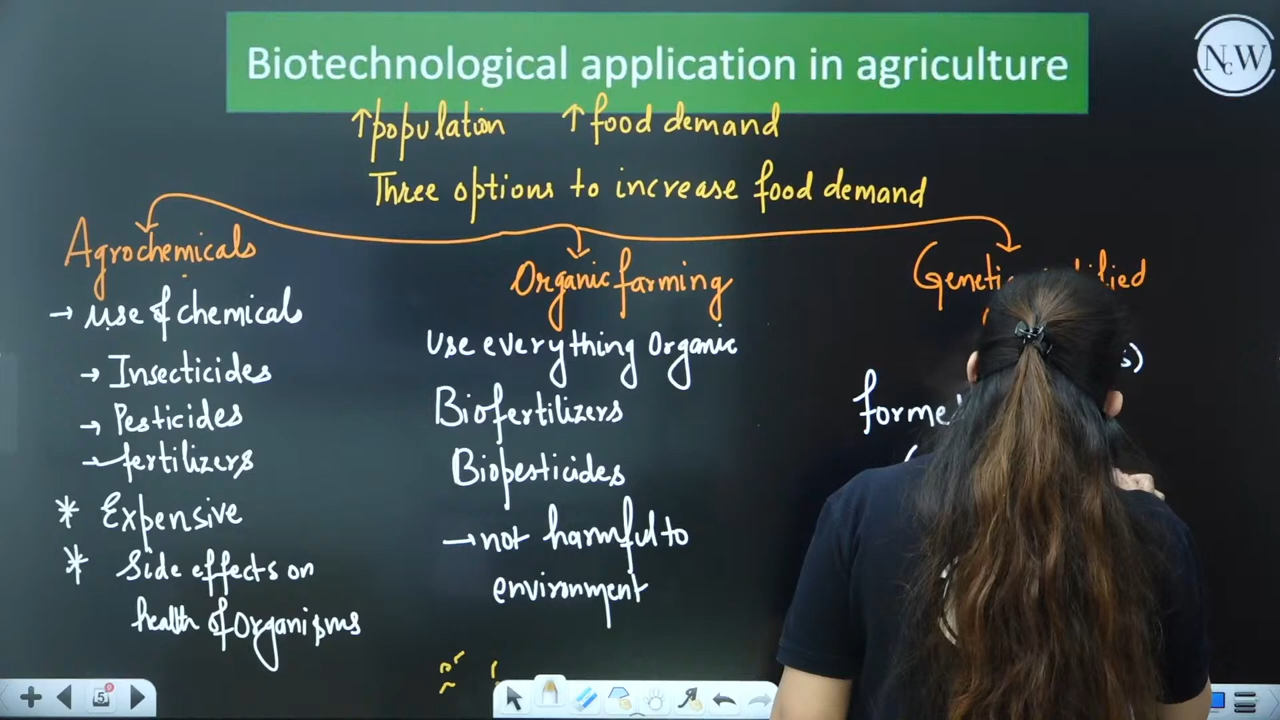 Biotechnological application in agriculture
NcW
↑population ↑food demand
Three options to increase food demand
Agrochemicals
→ use of chemicals
→ Insecticides
→ Pesticides
→ fertilizers
* Expensive
* Side effects on
health of Organisms
Organic farming
Use everything Organic
Biofertilizers
Biopesticides
→ not harmful to
environment
5